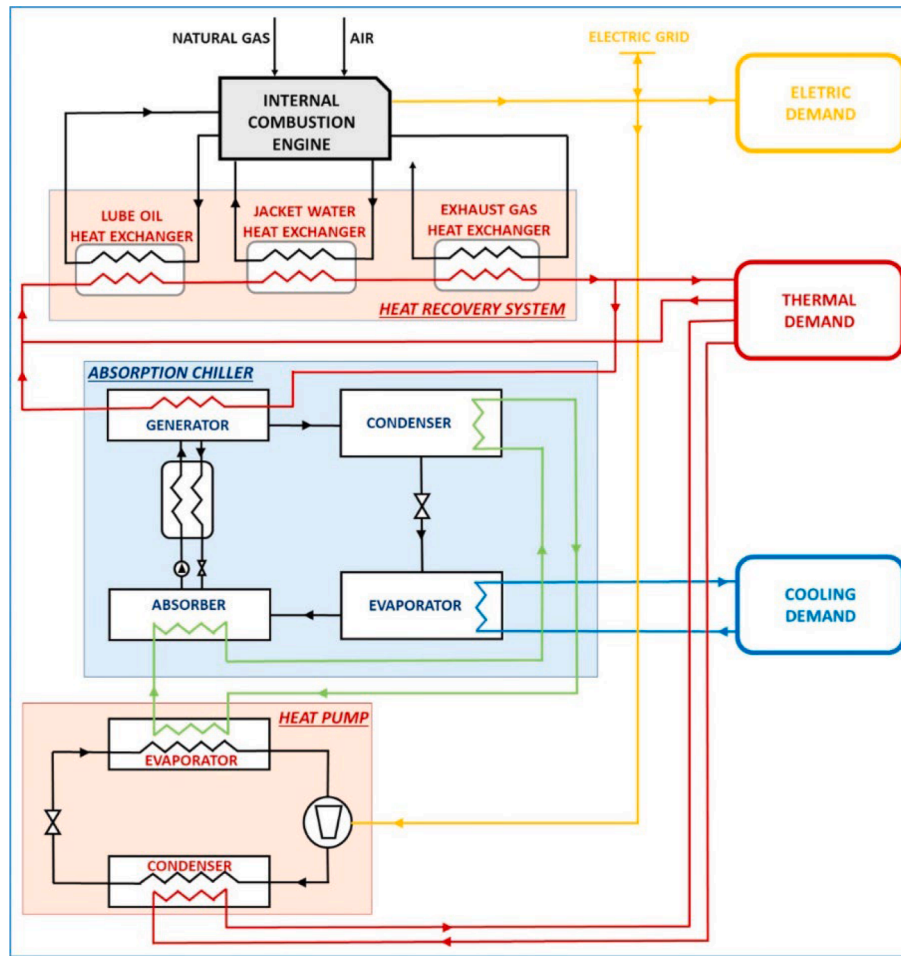 NATURAL GAS
AIR
ELECTRIC GRID
INTERNAL
COMBUSTION
ENGINE
ELETRIC
DEMAND
LUBE OIL
HEAT EXCHANGER
JACKET WATER
HEAT EXCHANGER
EXHAUST GAS
HEAT EXCHANGER
HEAT RECOVERY SYSTEM
THERMAL
DEMAND
ABSORPTION CHILLER
GENERATOR
CONDENSER
ABSORBER
EVAPORATOR
COOLING
DEMAND
HEAT PUMP
EVAPORATOR
CONDENSER